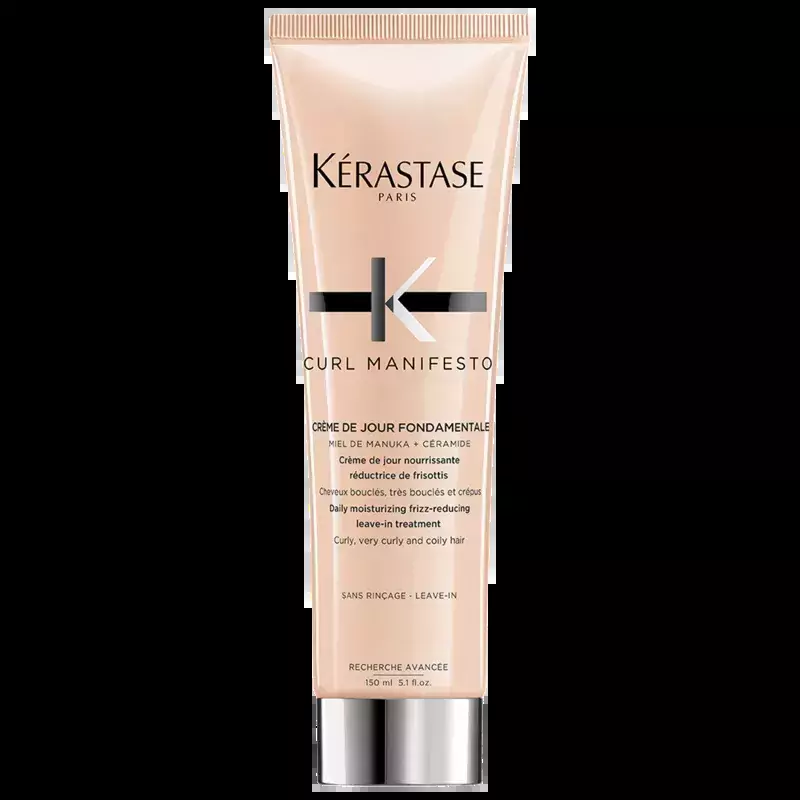 KÉRASTASE
PARIS
K
CURL MANIFESTO
CRÈME DE JOUR FONDAMENTALE
MIEL DE MANUKA + CÉRAMIDE
Crème de jour nourrissante
réductrice de frisottis
Cheveux bouclés, très bouclés et crépus
Daily moisturizing frizz-reducing
leave-in treatment
Curly, very curly and coily hair
SANS RINÇAGE - LEAVE-IN
RECHERCHE AVANCÉE
150 ml 5.1 fl.oz.